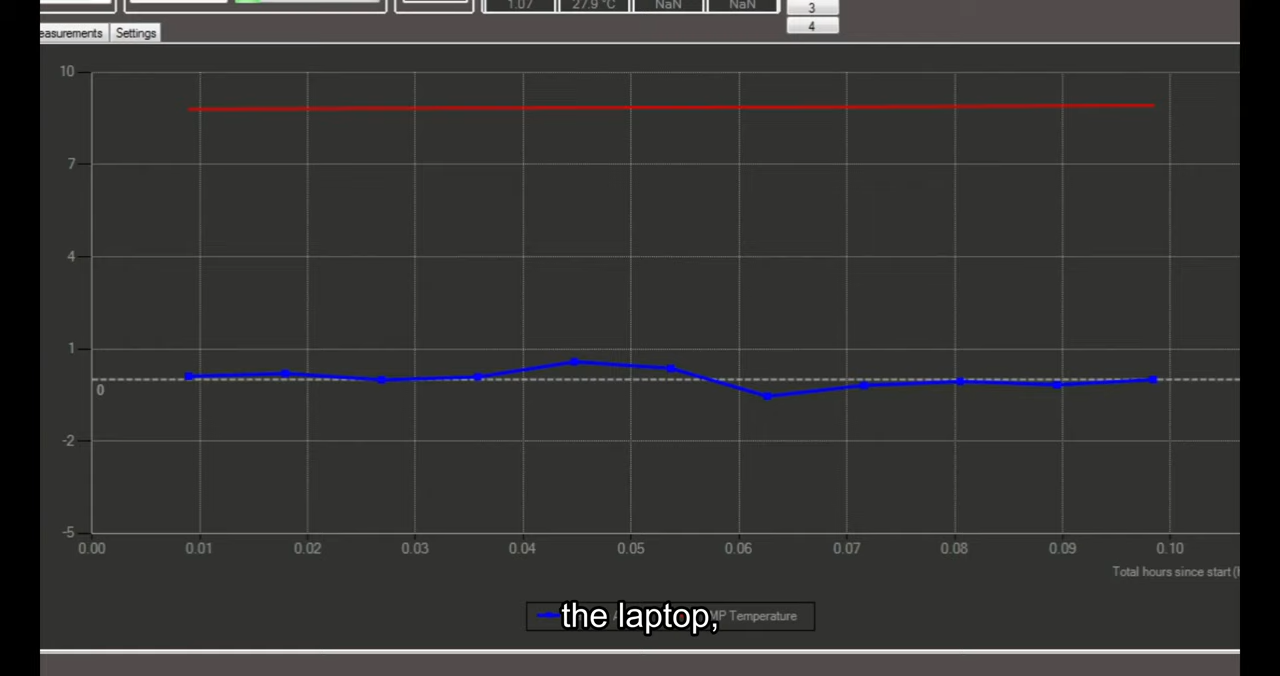 1.07 27.9 °C NaN NaN
3
4
easurements Settings
10
7
4
1
0
-2
-5
0.00 0.01 0.02 0.03 0.04 0.05 0.06 0.07 0.08 0.09 0.10
Total hours since start
MP Temperature
the laptop,